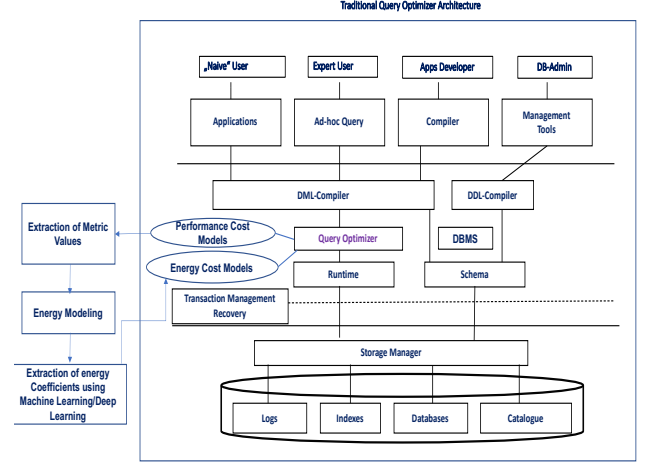 Traditional Query Optimizer Architecture
„Naive“ User
Expert User
Apps Developer
DB-Admin
Applications
Ad-hoc Query
Compiler
Management
Tools
DML-Compiler
DDL-Compiler
Extraction of Metric
Values
Performance Cost
Models
Query Optimizer
DBMS
Energy Cost Models
Runtime
Schema
Energy Modeling
Transaction Management
Recovery
Storage Manager
Extraction of energy
Coefficients using
Machine Learning/Deep
Learning
Logs
Indexes
Databases
Catalogue